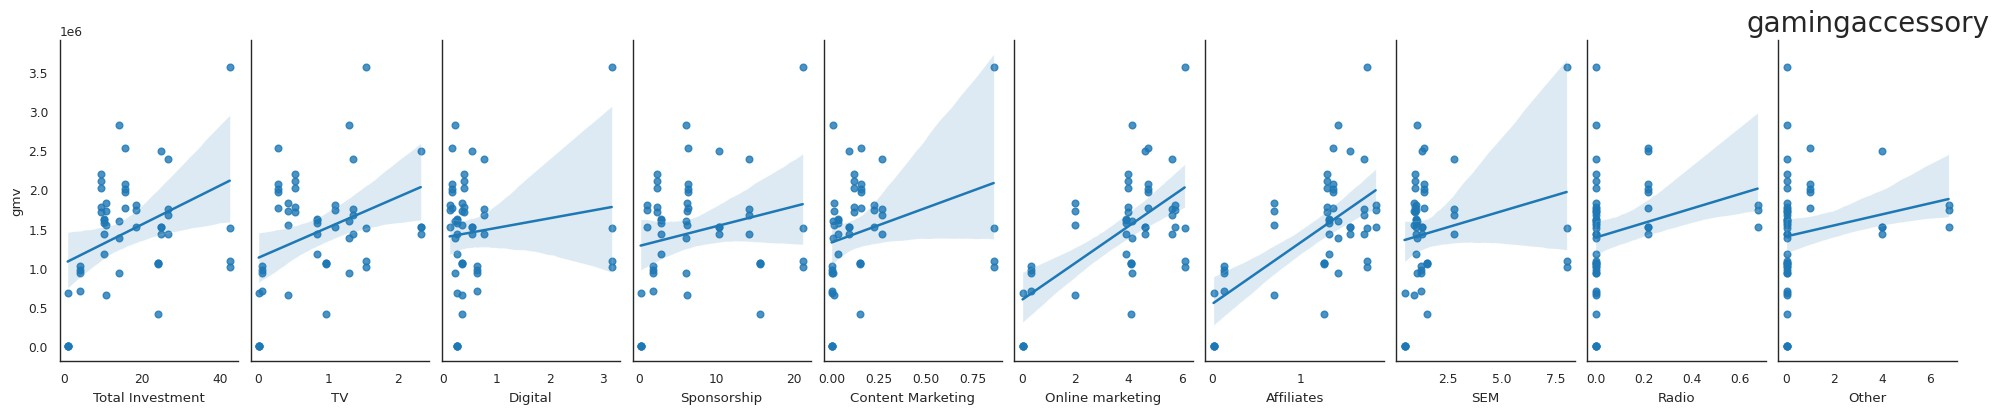 gamingaccessory
1e6
gmv
3.5
3.0
2.5
2.0
1.5
1.0
0.5
0.0
0 20 40
Total Investment
0 1 2
TV
0 1 2 3
Digital
0 10 20
Sponsorship
0.00 0.25 0.50 0.75
Content Marketing
0 2 4 6
Online marketing
0 1
Affiliates
2.5 5.0 7.5
SEM
0.0 0.2 0.4 0.6
Radio
0 2 4 6
Other